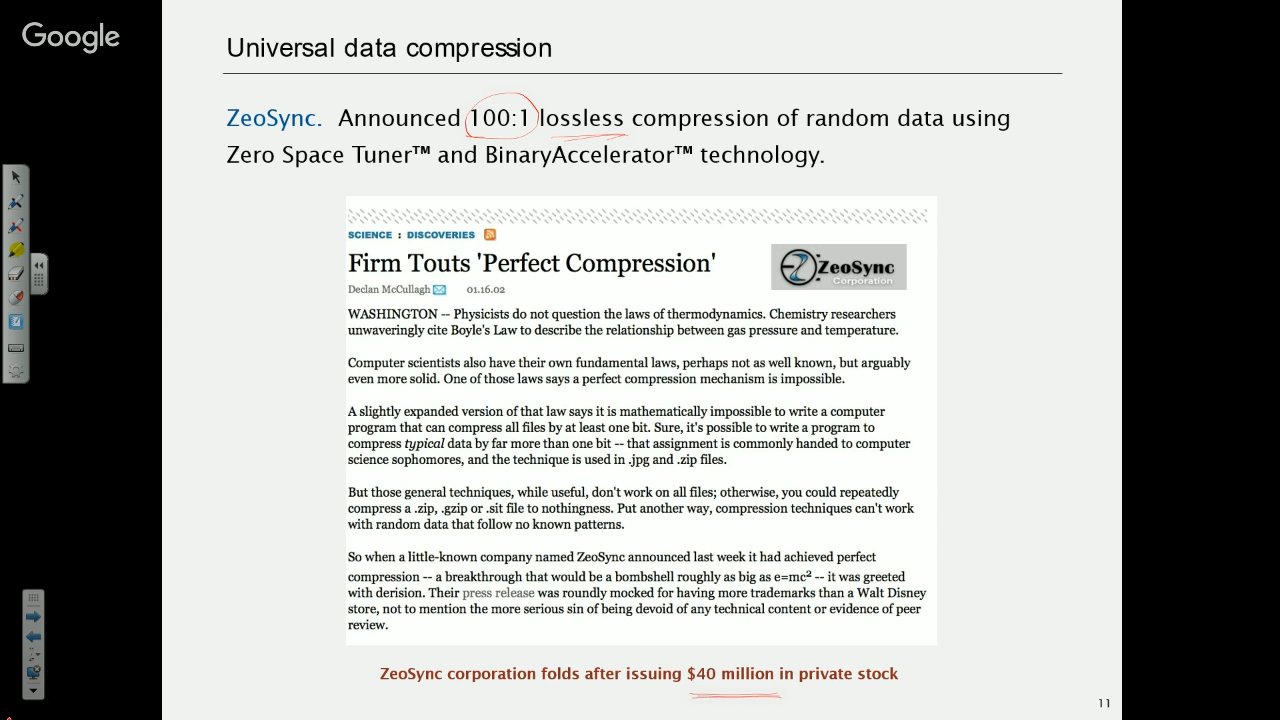 Google
Universal data compression
ZeoSync. Announced 100:1 lossless compression of random data using
Zero Space Tuner™ and BinaryAccelerator™ technology.
SCIENCE : DISCOVERIES
Firm Touts 'Perfect Compression'
ZeoSync
Corporation
Declan McCullagh 01.16.02
WASHINGTON -- Physicists do not question the laws of thermodynamics. Chemistry researchers
unwaveringly cite Boyle's Law to describe the relationship between gas pressure and temperature.
Computer scientists also have their own fundamental laws, perhaps not as well known, but arguably
even more solid. One of those laws says a perfect compression mechanism is impossible.
A slightly expanded version of that law says it is mathematically impossible to write a computer
program that can compress all files by at least one bit. Sure, it's possible to write a program to
compress typical data by far more than one bit -- that assignment is commonly handed to computer
science sophomores, and the technique is used in .jpg and .zip files.
But those general techniques, while useful, don't work on all files; otherwise, you could repeatedly
compress a .zip, .gzip or .sit file to nothingness. Put another way, compression techniques can't work
with random data that follow no known patterns.
So when a little-known company named ZeoSync announced last week it had achieved perfect
compression -- a breakthrough that would be a bombshell roughly as big as e=mc² -- it was greeted
with derision. Their press release was roundly mocked for having more trademarks than a Walt Disney
store, not to mention the more serious sin of being devoid of any technical content or evidence of peer
review.
ZeoSync corporation folds after issuing $40 million in private stock
11